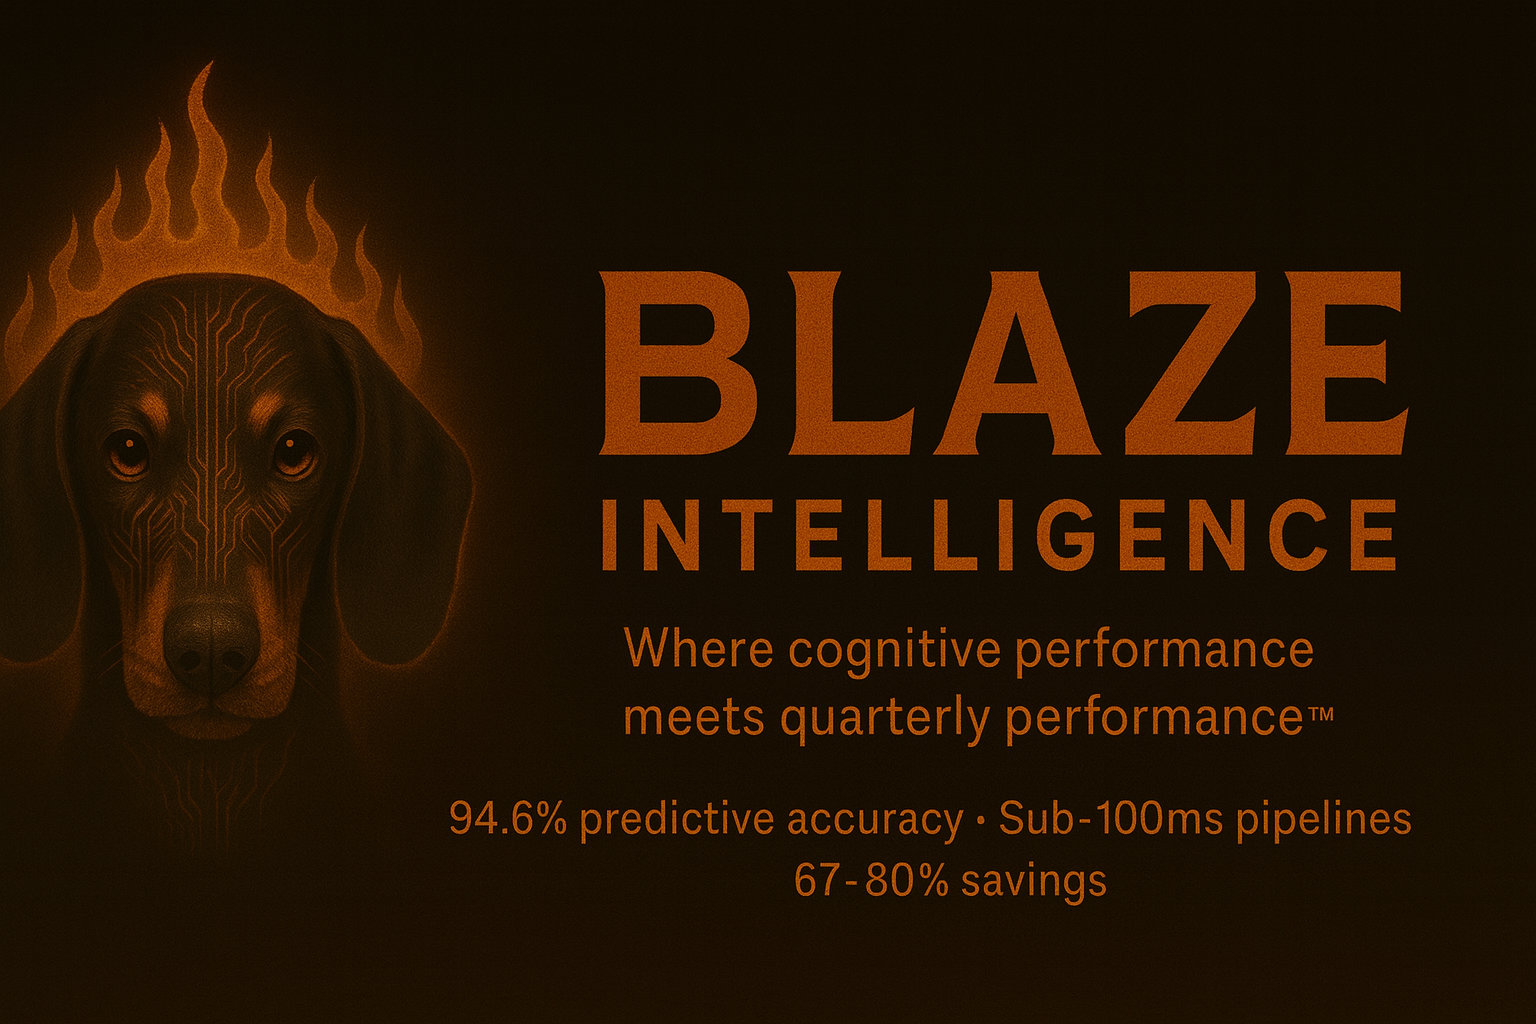 BLAZE
INTELLIGENCE
Where cognitive performance
meets quarterly performance™
94.6% predictive accuracy • Sub-100ms pipelines
67-80% savings